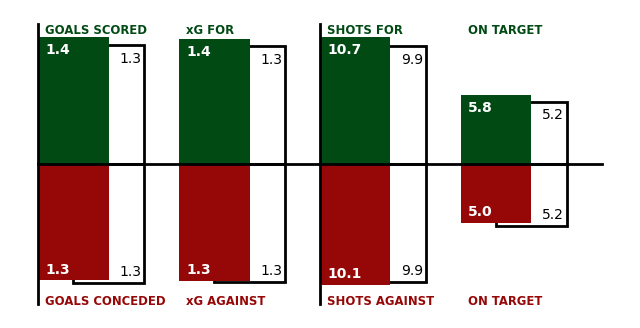 GOALS SCORED xG FOR SHOTS FOR ON TARGET
1.4 1.3 1.4 1.3 10.7 9.9 5.8 5.2
1.3 1.3 1.3 1.3 10.1 9.9 5.0 5.2
GOALS CONCEDED xG AGAINST SHOTS AGAINST ON TARGET